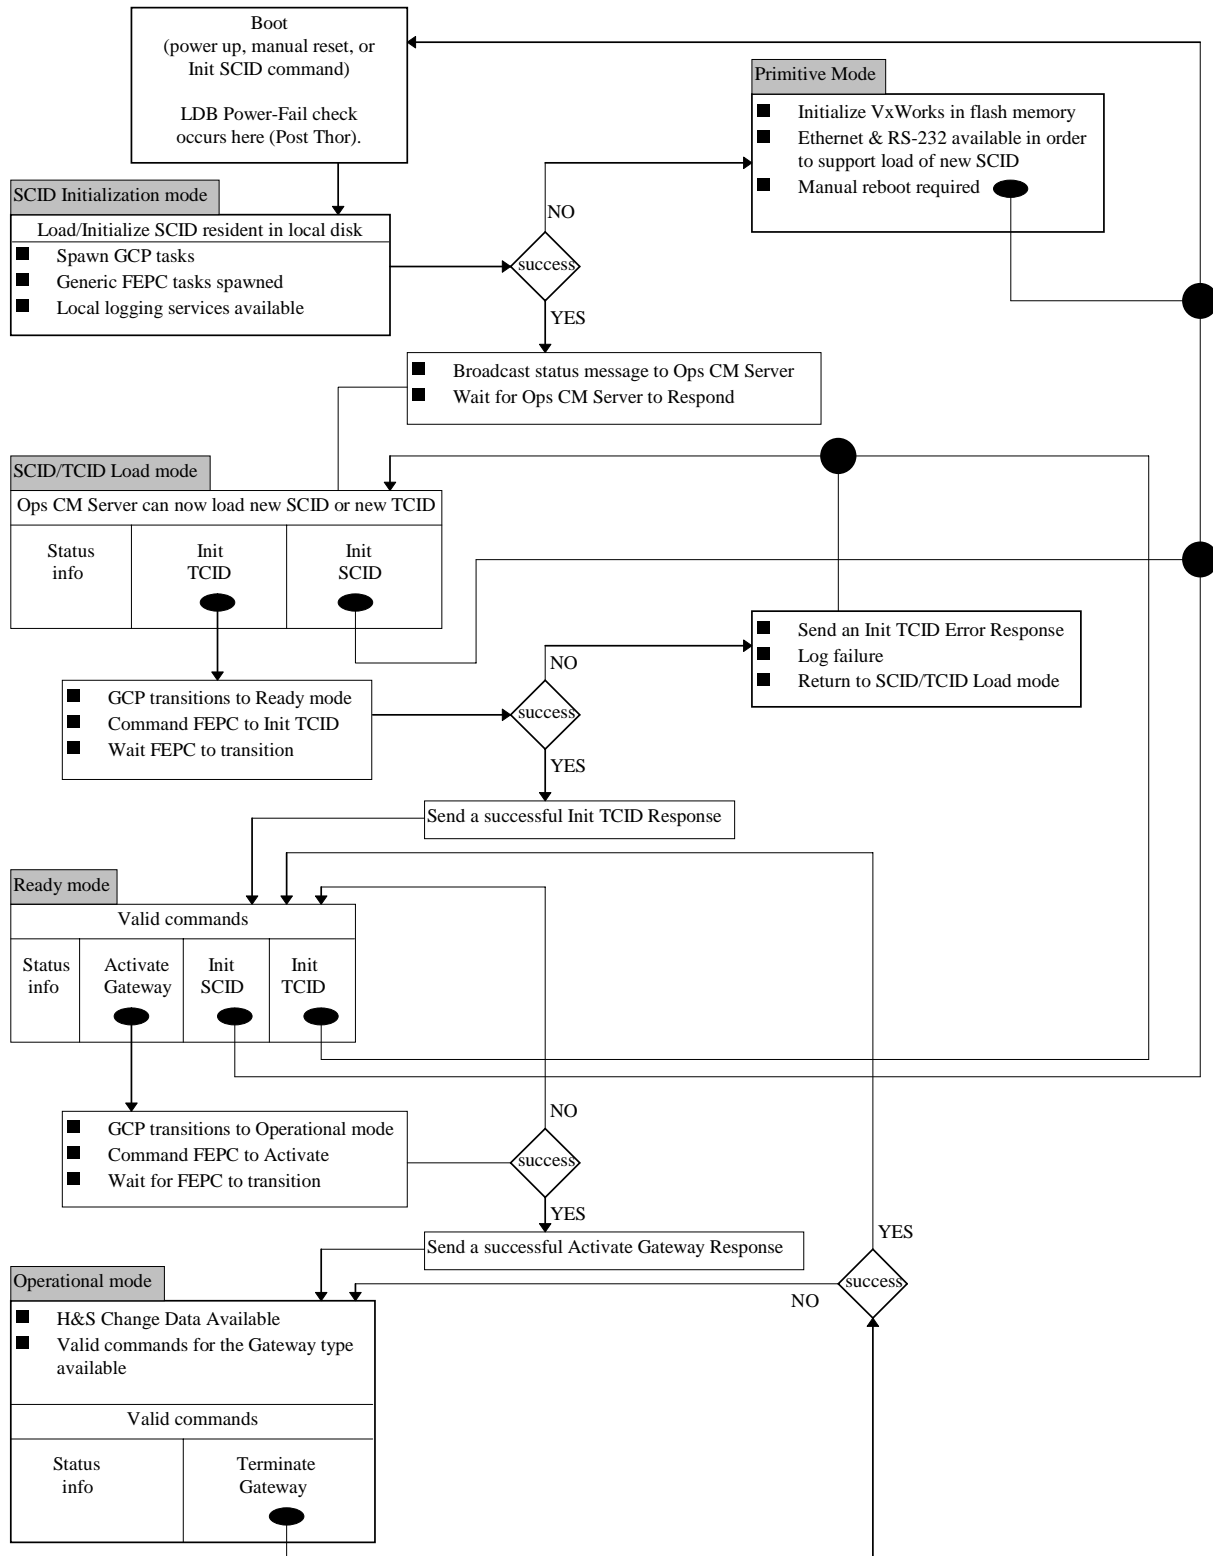 Boot
(power up, manual reset, or
Init SCID command)
LDB Power-Fail check
occurs here (Post Thor).
Primitive Mode
Initialize VxWorks in flash memory
Ethernet & RS-232 available in order
to support load of new SCID
Manual reboot required
SCID Initialization mode
Load/Initialize SCID resident in local disk
Spawn GCP tasks
Generic FEPC tasks spawned
Local logging services available
NO
success
YES
Broadcast status message to Ops CM Server
Wait for Ops CM Server to Respond
SCID/TCID Load mode
Ops CM Server can now load new SCID or new TCID
Status
info
Init
TCID
Init
SCID
Send an Init TCID Error Response
Log failure
Return to SCID/TCID Load mode
NO
success
YES
GCP transitions to Ready mode
Command FEPC to Init TCID
Wait FEPC to transition
Send a successful Init TCID Response
Ready mode
Valid commands
Status
info
Activate
Gateway
Init
SCID
Init
TCID
GCP transitions to Operational mode
Command FEPC to Activate
Wait for FEPC to transition
NO
success
YES
Send a successful Activate Gateway Response
YES
success
NO
Operational mode
H&S Change Data Available
Valid commands for the Gateway type
available
Valid commands
Status
info
Terminate
Gateway